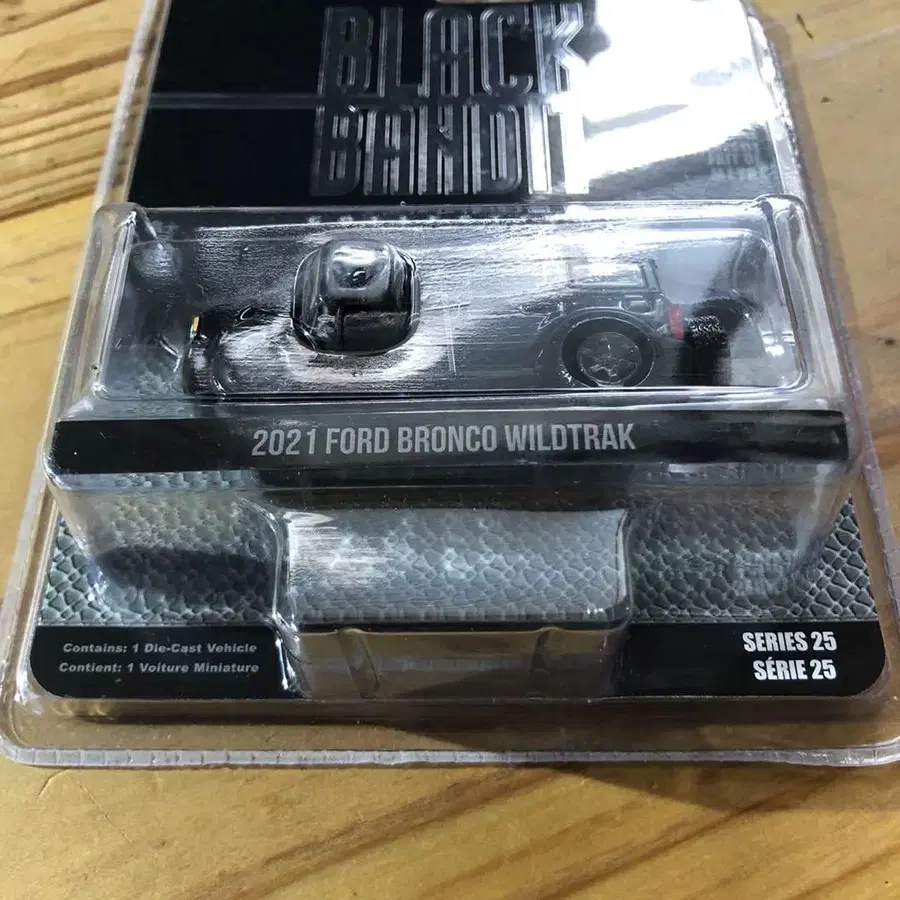 BLACK
BANDIT
2021 FORD BRONCO WILDTRAK
Contains: 1 Die-Cast Vehicle
Contient: 1 Voiture Miniature
SERIES 25
SÉRIE 25